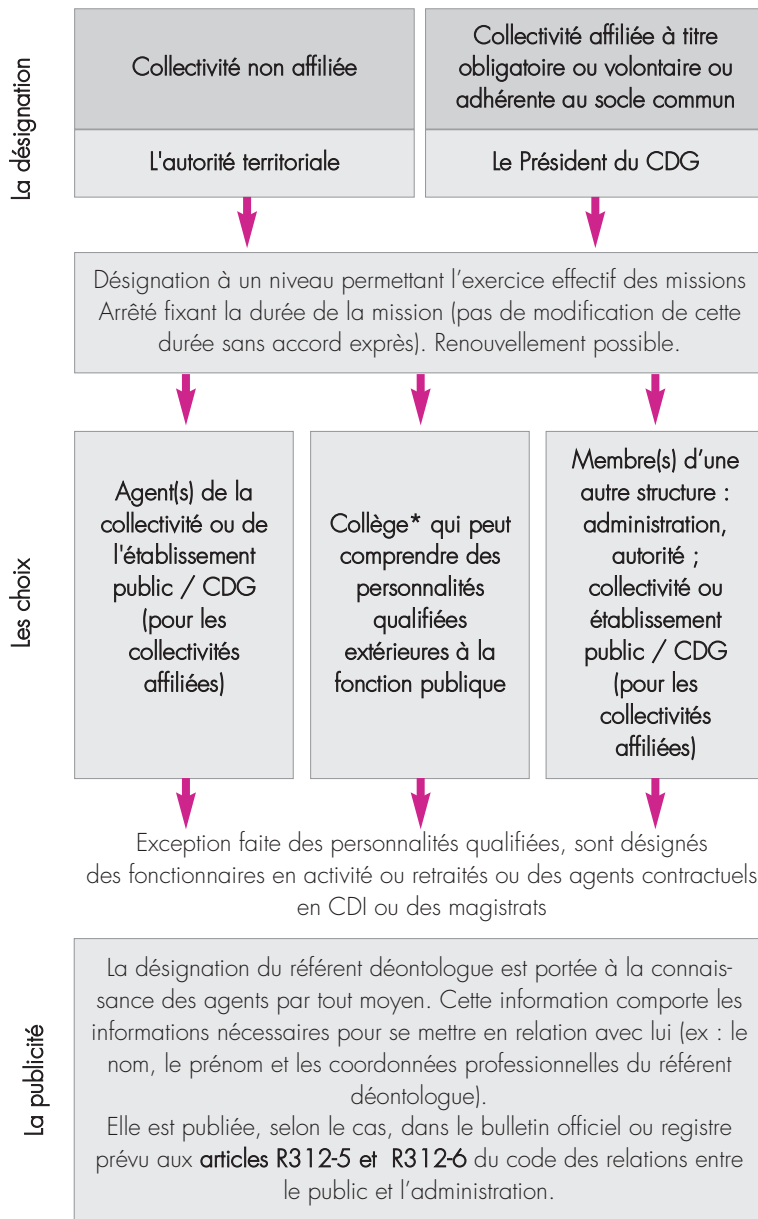 La désignation
Collectivité non affiliée
Collectivité affiliée à titre
obligatoire ou volontaire ou
adhérente au socle commun
L'autorité territoriale
Le Président du CDG
Désignation à un niveau permettant l’exercice effectif des missions
Arrêté fixant la durée de la mission (pas de modification de cette
durée sans accord exprès). Renouvellement possible.
Les choix
Agent(s) de la
collectivité ou de
l'établissement
public / CDG
(pour les
collectivités
affiliées)
Collège* qui peut
comprendre des
personnalités
qualifiées
extérieures à la
fonction publique
Membre(s) d’une
autre structure :
administration,
autorité ;
collectivité ou
établissement
public / CDG
(pour les
collectivités
affiliées)
Exception faite des personnalités qualifiées, sont désignés
des fonctionnaires en activité ou retraités ou des agents contractuels
en CDI ou des magistrats
La publicité
La désignation du référent déontologue est portée à la connais-
sance des agents par tout moyen. Cette information comporte les
informations nécessaires pour se mettre en relation avec lui (ex : le
nom, le prénom et les coordonnées professionnelles du référent
déontologue).
Elle est publiée, selon le cas, dans le bulletin officiel ou registre
prévu aux articles R312-5 et R312-6 du code des relations entre
le public et l’administration.